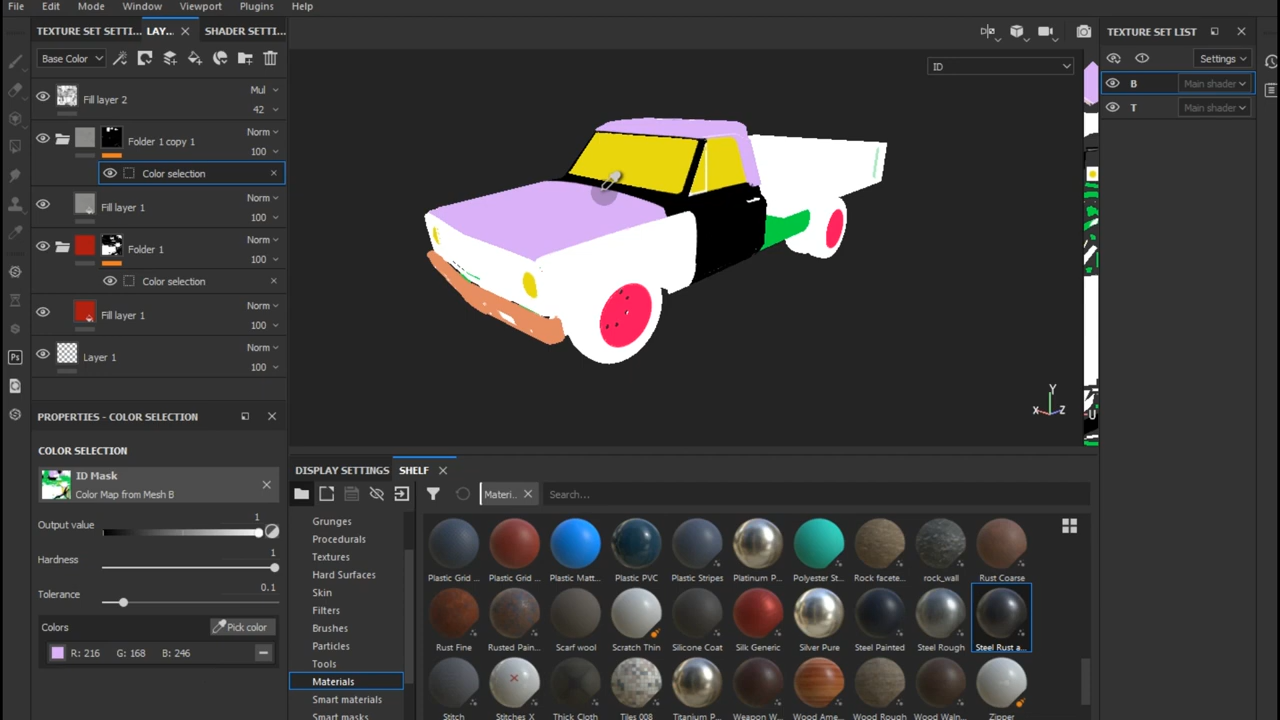 File Edit Mode Window Viewport Plugins Help
TEXTURE SET SETTI... LAY... SHADER SETTI...
Base Color
Fill layer 2 Mul 42
Folder 1 copy 1 Norm 100
Color selection
Fill layer 1 Norm 100
Folder 1 Norm 100
Color selection
Fill layer 1 Norm 100
Layer 1 Norm 100
Ps
PROPERTIES - COLOR SELECTION
COLOR SELECTION
ID Mask
Color Map from Mesh B
Output value 1
Hardness 1
Tolerance 0.1
Colors Pick color
R: 216 G: 168 B: 246
ID
Y
X Z
U
TEXTURE SET LIST
Settings
B Main shader
T Main shader
DISPLAY SETTINGS SHELF
Materi... Search...
Grunges
Procedurals
Textures
Hard Surfaces
Skin
Filters
Brushes
Particles
Tools
Materials
Smart materials
Smart masks
Plastic Grid ... Plastic Grid ... Plastic Matt... Plastic PVC Plastic Stripes Platinum P... Polyester St... Rock facete... rock_wall Rust Coarse
Rust Fine Rusted Pain... Scarf wool Scratch Thin Silicone Coat Silk Generic Silver Pure Steel Painted Steel Rough Steel Rust a...
Stitch Stitches X Thick Cloth Tiles 008 Titanium P... Weapon W... Wood Ame... Wood Rough Wood Waln... Zipper